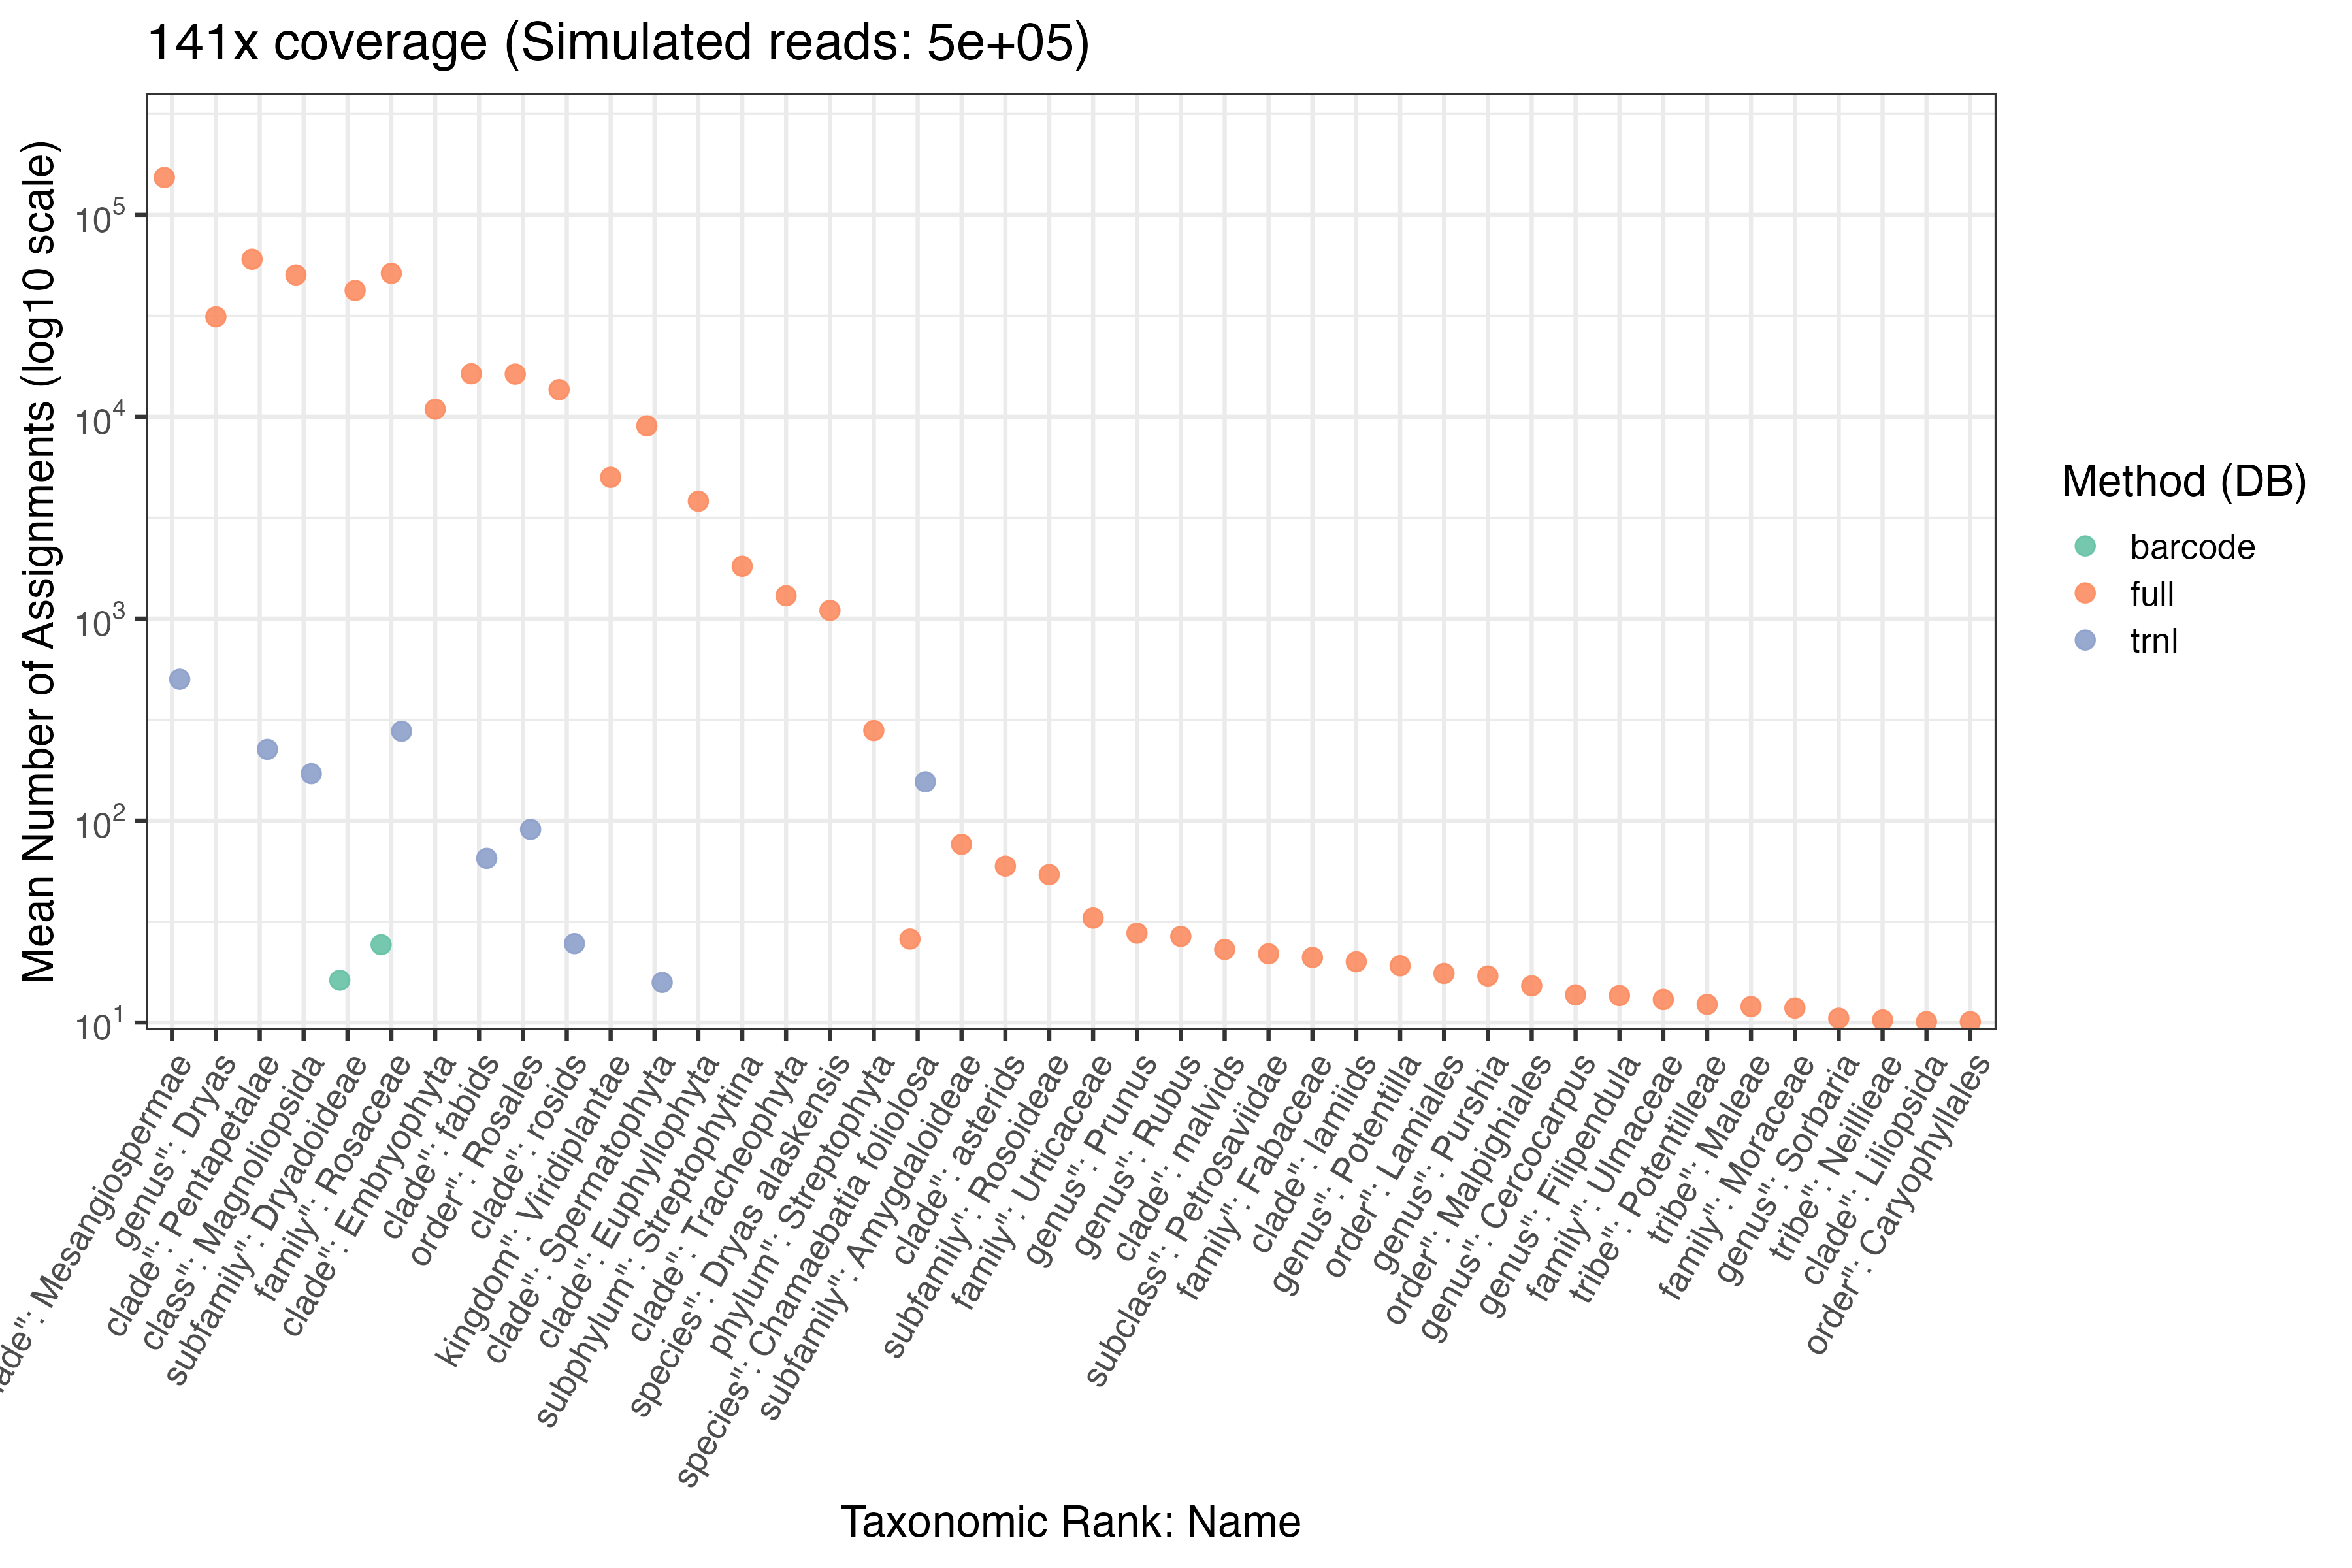 141x coverage (Simulated reads: 5e+05)
Mean Number of Assignments (log10 scale)
10^5
10^4
10^3
10^2
10^1
ade": Mesangiospermae
genus": Dryas
clade": Pentapetalae
class": Magnoliopsida
subfamily": Dryadoideae
family": Rosaceae
clade": Embryophyta
clade": fabids
order": Rosales
clade": rosids
kingdom": Viridiplantae
clade": Spermatophyta
clade": Euphyllophyta
subphylum": Streptophytina
clade": Tracheophyta
species": Dryas alaskensis
phylum": Streptophyta
species": Chamaebatia foliolosa
subfamily": Amygdaloideae
clade": asterids
subfamily": Rosoideae
family": Urticaceae
genus": Prunus
genus": Rubus
clade": malvids
subclass": Petrosaviidae
family": Fabaceae
clade": lamiids
genus": Potentilla
order": Lamiales
genus": Purshia
order": Malpighiales
genus": Cercocarpus
genus": Filipendula
family": Ulmaceae
tribe": Potentilleae
tribe": Maleae
family": Moraceae
genus": Sorbaria
tribe": Neillieae
clade": Liliopsida
order": Caryophyllales
Taxonomic Rank: Name
Method (DB)
barcode
full
trnl